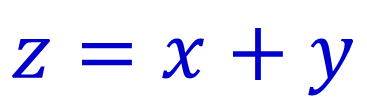 z = x + y